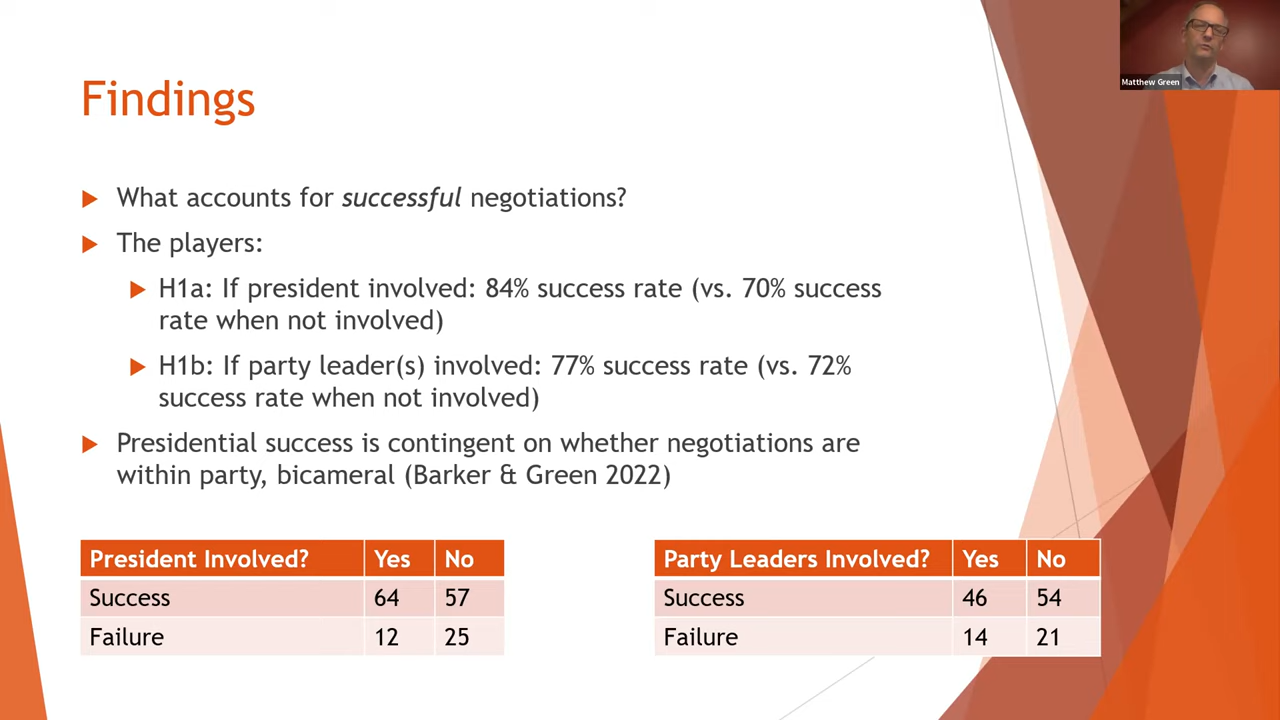 Matthew Green
Findings
What accounts for successful negotiations?
The players:
H1a: If president involved: 84% success rate (vs. 70% success
rate when not involved)
H1b: If party leader(s) involved: 77% success rate (vs. 72%
success rate when not involved)
Presidential success is contingent on whether negotiations are
within party, bicameral (Barker & Green 2022)
President Involved? Yes No
Success 64 57
Failure 12 25
Party Leaders Involved? Yes No
Success 46 54
Failure 14 21